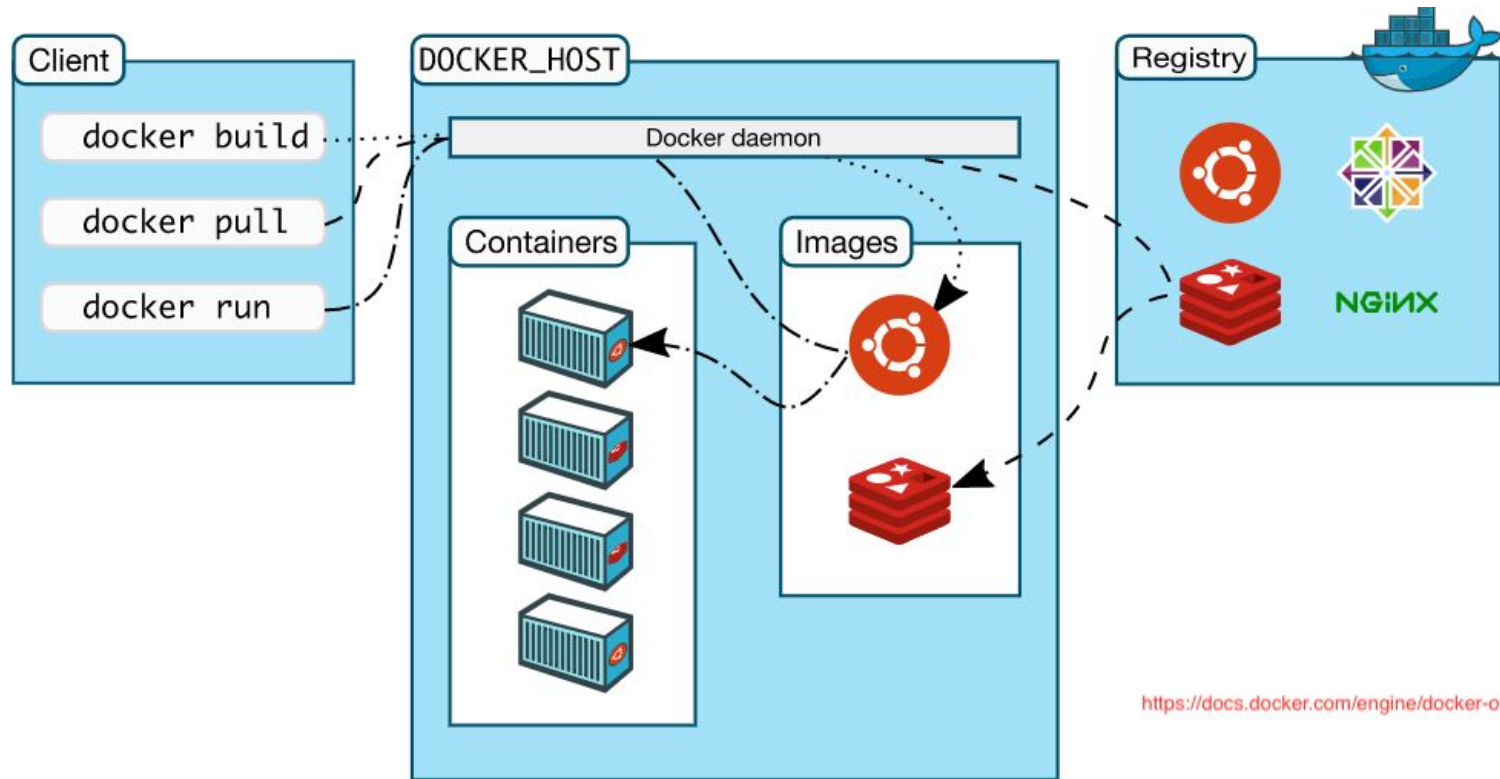 Client
docker build
docker pull
docker run
DOCKER_HOST
Docker daemon
Containers
Images
Registry
NGiNX
https://docs.docker.com/engine/docker-o